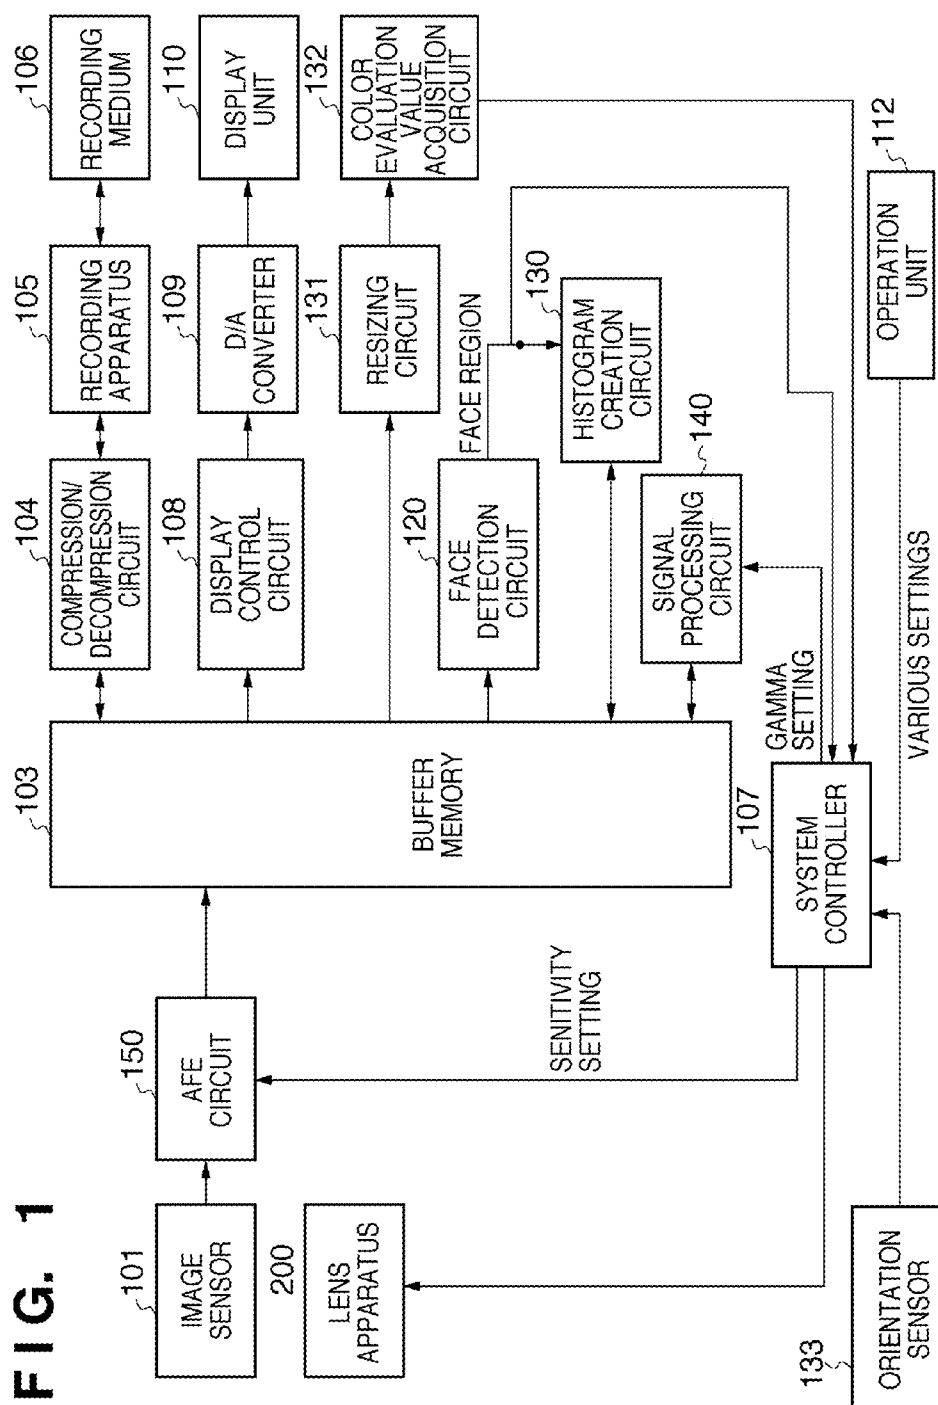 FIG. 1
101
IMAGE
SENSOR
150
AFE
CIRCUIT
200
LENS
APPARATUS
133
ORIENTATION
SENSOR
SENITIVITY
SETTING
103
BUFFER
MEMORY
107
SYSTEM
CONTROLLER
GAMMA
SETTING
VARIOUS SETTINGS
104
COMPRESSION/
DECOMPRESSION
CIRCUIT
105
RECORDING
APPARATUS
106
RECORDING
MEDIUM
108
DISPLAY
CONTROL
CIRCUIT
109
D/A
CONVERTER
110
DISPLAY
UNIT
131
RESIZING
CIRCUIT
132
COLOR
EVALUATION
VALUE
ACQUISITION
CIRCUIT
120
FACE
DETECTION
CIRCUIT
FACE REGION
130
HISTOGRAM
CREATION
CIRCUIT
140
SIGNAL
PROCESSING
CIRCUIT
112
OPERATION
UNIT